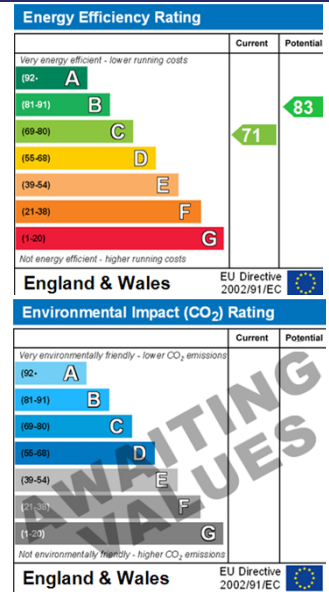 Energy Efficiency Rating
Current Potential
Very energy efficient - lower running costs
(92- A
(81-91) B
83
(69-80) C
71
(55-68) D
(39-54) E
(21-38) F
(1-20) G
Not energy efficient - higher running costs
England & Wales
EU Directive
2002/91/EC
Environmental Impact (CO₂) Rating
Current Potential
Very environmentally friendly - lower CO₂ emissions
(92- A
(81-91) B
(69-80) C
(55-68) D
(39-54) E
(21-38) F
(1-20) G
AWAITING
VALUES
Not environmentally friendly - higher CO₂ emissions
England & Wales
EU Directive
2002/91/EC